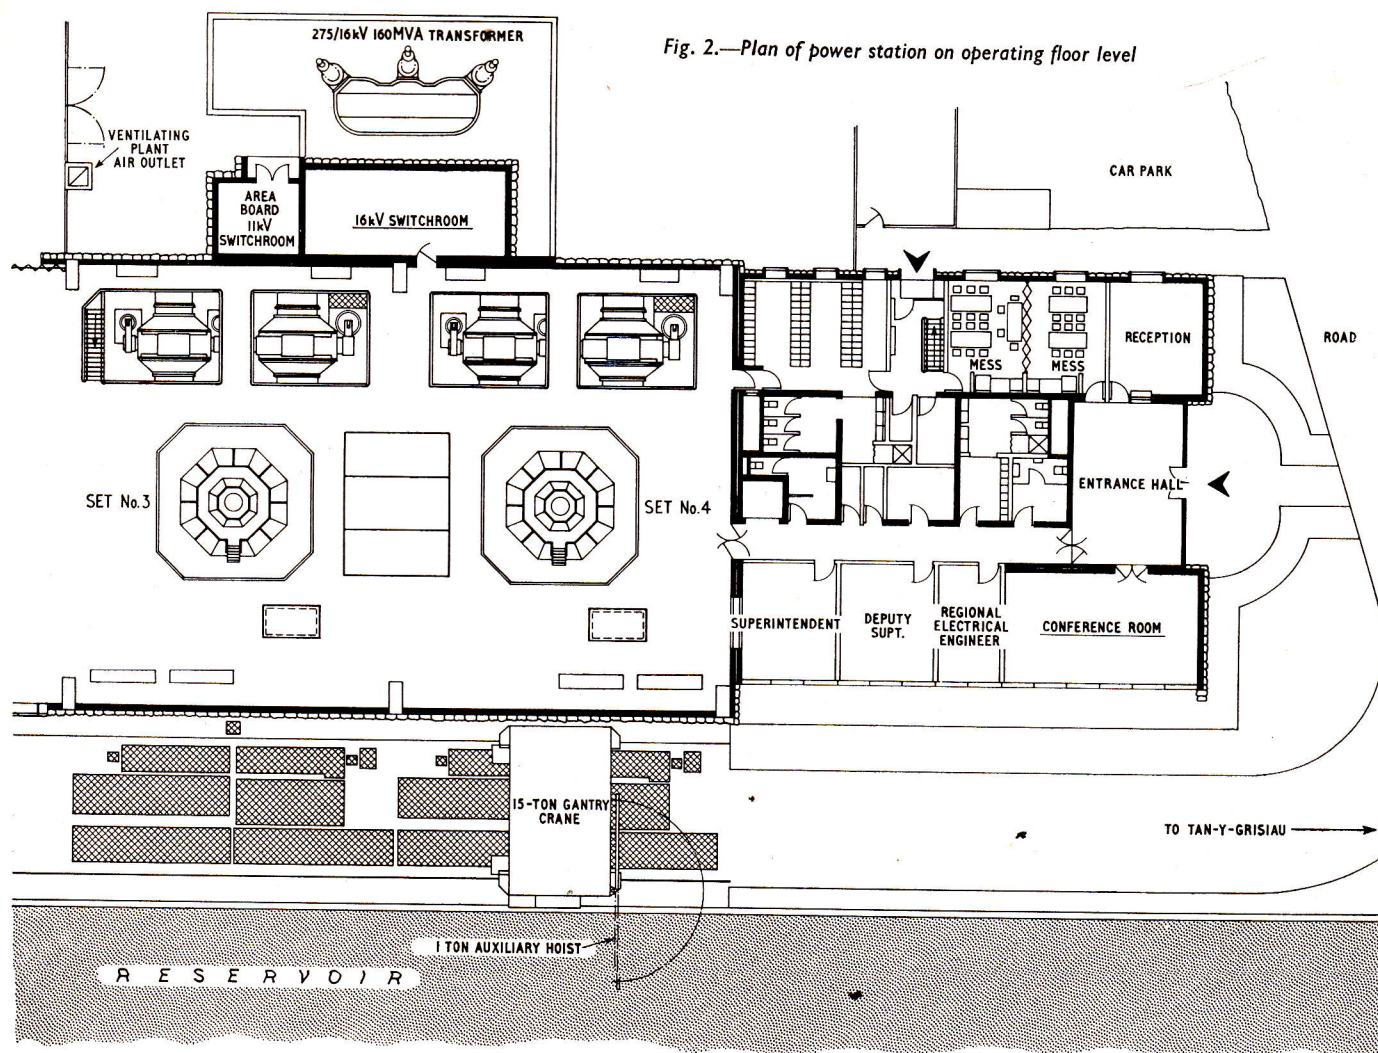 275/16kV 160MVA TRANSFORMER
Fig. 2.—Plan of power station on operating floor level
VENTILATING
PLANT
AIR OUTLET
CAR PARK
AREA
BOARD
11kV
SWITCHROOM
16kV SWITCHROOM
ROAD
RECEPTION
MESS
MESS
ENTRANCE HALL
SET No.3
SET No.4
SUPERINTENDENT
DEPUTY
SUPT.
REGIONAL
ELECTRICAL
ENGINEER
CONFERENCE ROOM
15-TON GANTRY
CRANE
TO TAN-Y-GRISIAU
1 TON AUXILIARY HOIST
RESERVOIR